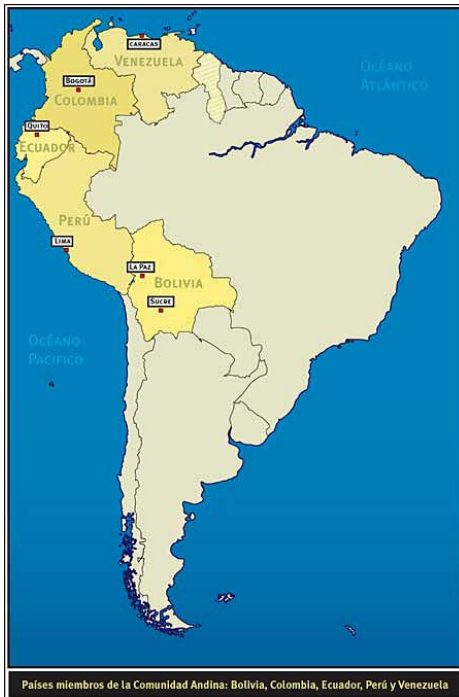 CARACAS
VENEZUELA
OCÉANO
ATLÁNTICO
BOGOTÁ
COLOMBIA
QUITO
ECUADOR
PERÚ
LIMA
LA PAZ
BOLIVIA
SUCRE
OCÉANO
PACÍFICO
Países miembros de la Comunidad Andina: Bolivia, Colombia, Ecuador, Perú y Venezuela